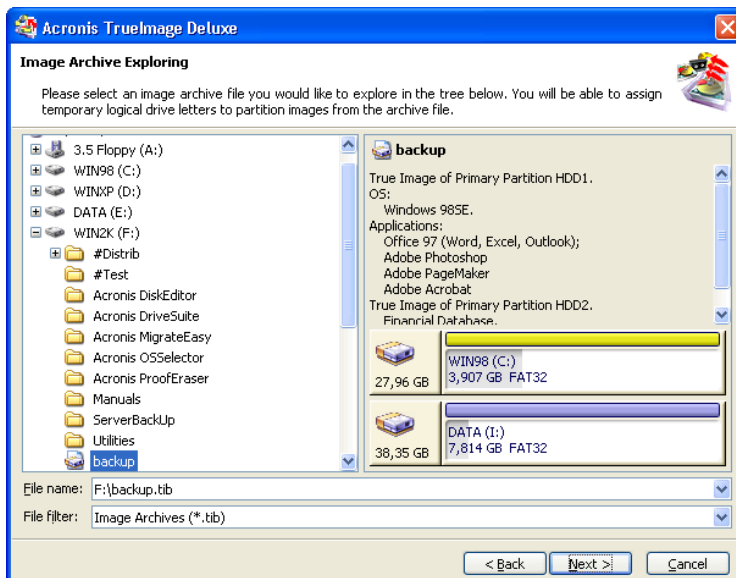 Acronis TrueImage Deluxe
Image Archive Exploring
Please select an image archive file you would like to explore in the tree below. You will be able to assign
temporary logical drive letters to partition images from the archive file.
3.5 Floppy (A:)
WIN98 (C:)
WINXP (D:)
DATA (E:)
WIN2K (F:)
#Distrib
#Test
Acronis DiskEditor
Acronis DriveSuite
Acronis MigrateEasy
Acronis OSSelector
Acronis ProofEraser
Manuals
ServerBackUp
Utilities
backup
backup
True Image of Primary Partition HDD1.
OS:
Windows 98SE.
Applications:
Office 97 (Word, Excel, Outlook);
Adobe Photoshop
Adobe PageMaker
Adobe Acrobat
True Image of Primary Partition HDD2.
Financial Database.
27,96 GB
WIN98 (C:)
3,907 GB FAT32
38,35 GB
DATA (I:)
7,814 GB FAT32
File name: F:\backup.tib
File filter: Image Archives (*.tib)
< Back Next > Cancel